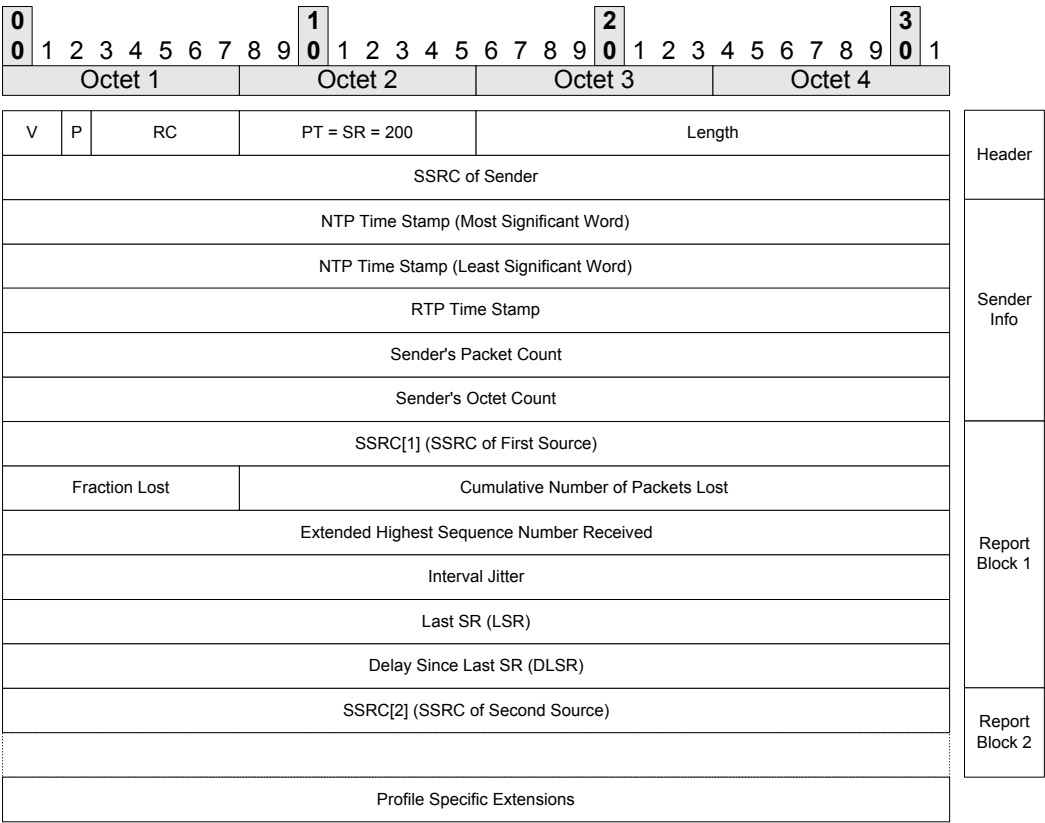 0 1 2 3
0 1 2 3 4 5 6 7 8 9 0 1 2 3 4 5 6 7 8 9 0 1 2 3 4 5 6 7 8 9 0 1
Octet 1 Octet 2 Octet 3 Octet 4
V P RC PT = SR = 200 Length
Header
SSRC of Sender
NTP Time Stamp (Most Significant Word)
NTP Time Stamp (Least Significant Word)
RTP Time Stamp
Sender
Info
Sender's Packet Count
Sender's Octet Count
SSRC[1] (SSRC of First Source)
Fraction Lost Cumulative Number of Packets Lost
Extended Highest Sequence Number Received
Report
Block 1
Interval Jitter
Last SR (LSR)
Delay Since Last SR (DLSR)
SSRC[2] (SSRC of Second Source)
Report
Block 2
Profile Specific Extensions